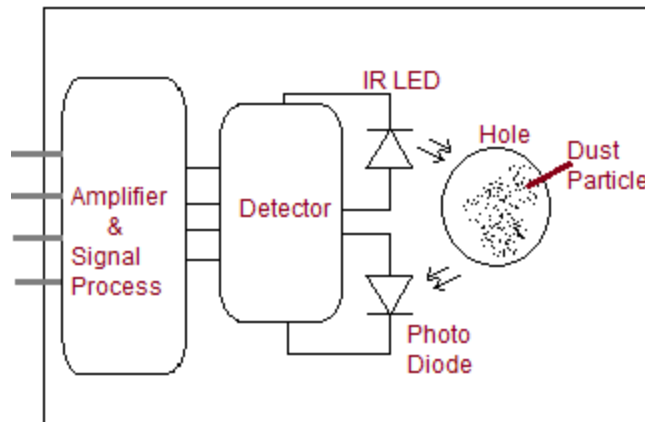 IR LED
Hole
Dust
Particle
Amplifier
&
Signal
Process
Detector
Photo
Diode